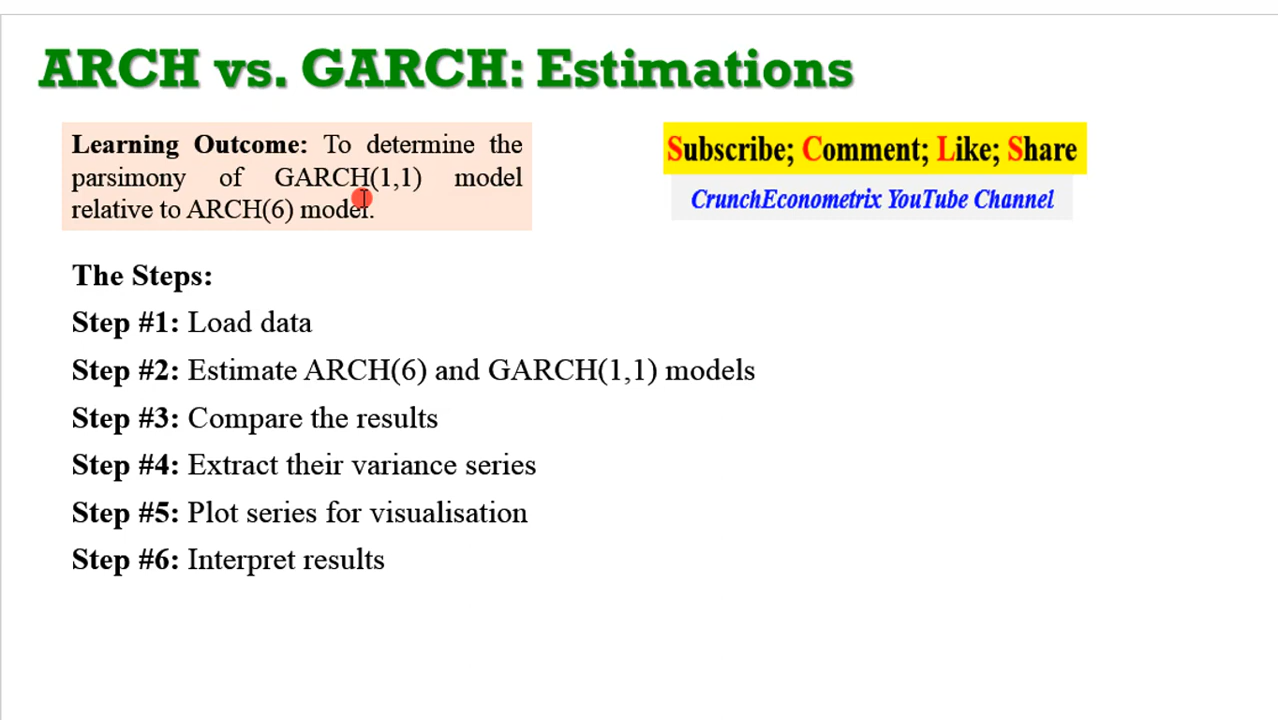 ARCH vs. GARCH: Estimations
Learning Outcome: To determine the
parsimony of GARCH(1,1) model
relative to ARCH(6) model.
Subscribe; Comment; Like; Share
CrunchEconometrix YouTube Channel
The Steps:
Step #1: Load data
Step #2: Estimate ARCH(6) and GARCH(1,1) models
Step #3: Compare the results
Step #4: Extract their variance series
Step #5: Plot series for visualisation
Step #6: Interpret results